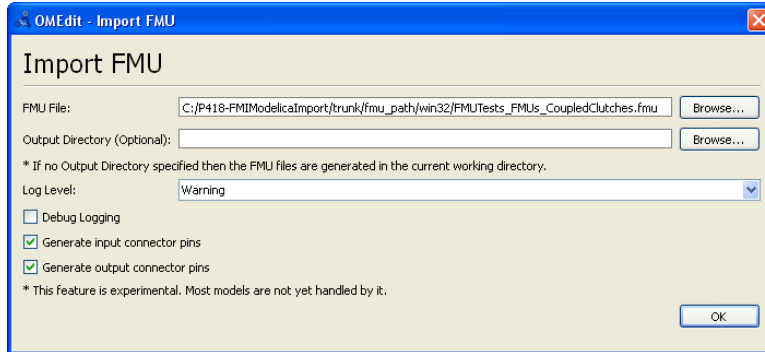 OMEdit - Import FMU
Import FMU
FMU File: C:/P418-FMIModelicaImport/trunk/fmu_path/win32/FMUTests_FMUs_CoupledClutches.fmu Browse...
Output Directory (Optional): Browse...
* If no Output Directory specified then the FMU files are generated in the current working directory.
Log Level: Warning
Debug Logging
Generate input connector pins
Generate output connector pins
* This feature is experimental. Most models are not yet handled by it.
OK